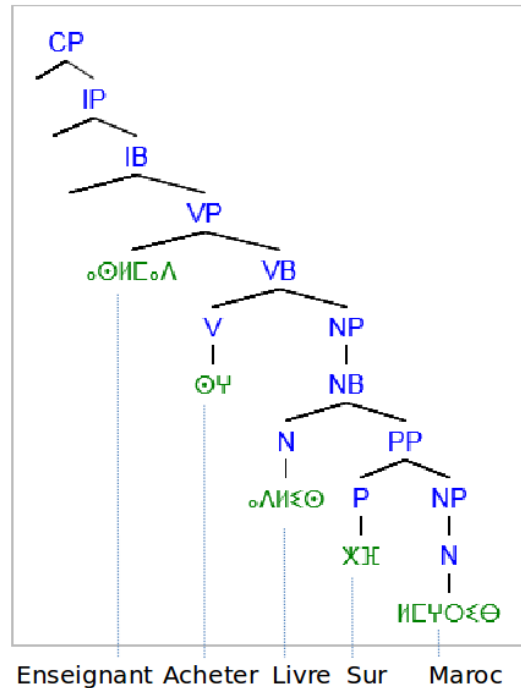 CP
IP
IB
VP
ⴰⵙⵍⵎⴰⴷ VB
V NP
ⵙⵖ NB
N PP
ⴰⴷⵍⵉⵙ P NP
ⵅⴼ N
ⵍⵎⵖⵔⵉⴱ
Enseignant Acheter Livre Sur Maroc